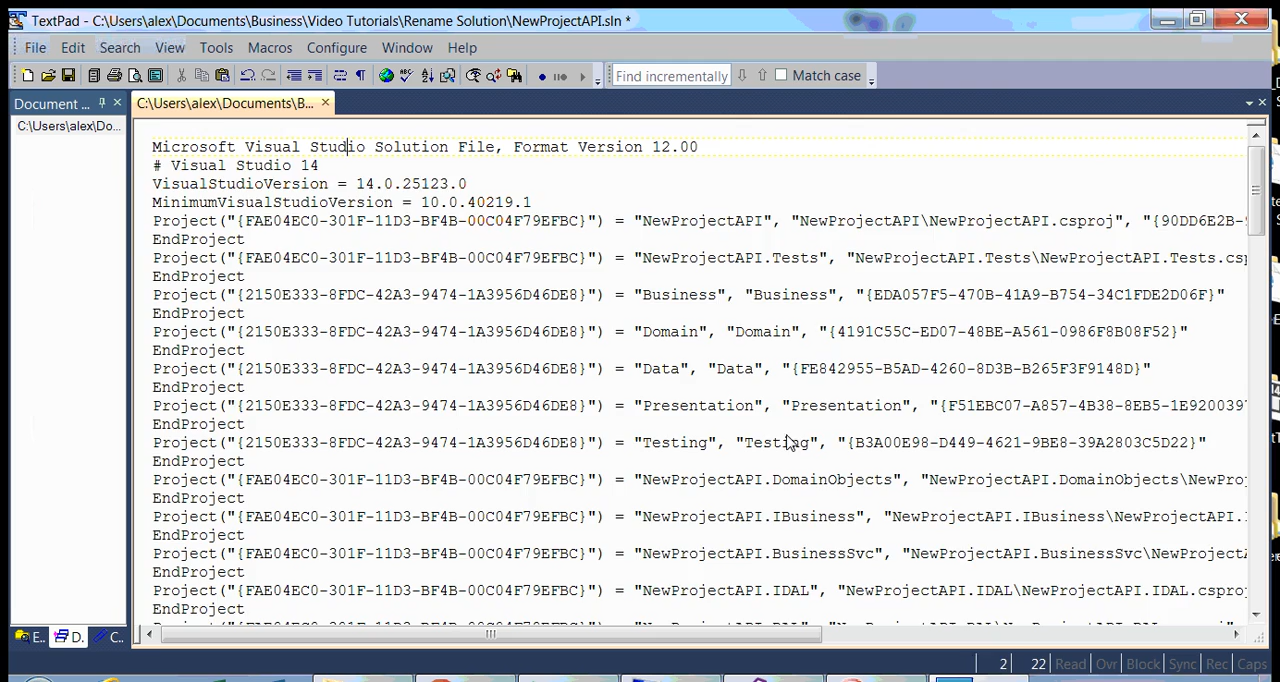 TextPad - C:\Users\alex\Documents\Business\Video Tutorials\Rename Solution\NewProjectAPI.sln *
File Edit Search View Tools Macros Configure Window Help
Find incrementally Match case
Document ... C:\Users\alex\Documents\B...
C:\Users\alex\Do...
Microsoft Visual Studio Solution File, Format Version 12.00
# Visual Studio 14
VisualStudioVersion = 14.0.25123.0
MinimumVisualStudioVersion = 10.0.40219.1
Project("{FAE04EC0-301F-11D3-BF4B-00C04F79EFBC}") = "NewProjectAPI", "NewProjectAPI\NewProjectAPI.csproj", "{90DD6E2B-
EndProject
Project("{FAE04EC0-301F-11D3-BF4B-00C04F79EFBC}") = "NewProjectAPI.Tests", "NewProjectAPI.Tests\NewProjectAPI.Tests.csp
EndProject
Project("{2150E333-8FDC-42A3-9474-1A3956D46DE8}") = "Business", "Business", "{EDA057F5-470B-41A9-B754-34C1FDE2D06F}"
EndProject
Project("{2150E333-8FDC-42A3-9474-1A3956D46DE8}") = "Domain", "Domain", "{4191C55C-ED07-48BE-A561-0986F8B08F52}"
EndProject
Project("{2150E333-8FDC-42A3-9474-1A3956D46DE8}") = "Data", "Data", "{FE842955-B5AD-4260-8D3B-B265F3F9148D}"
EndProject
Project("{2150E333-8FDC-42A3-9474-1A3956D46DE8}") = "Presentation", "Presentation", "{F51EBC07-A857-4B38-8EB5-1E920039
EndProject
Project("{2150E333-8FDC-42A3-9474-1A3956D46DE8}") = "Testing", "Testing", "{B3A00E98-D449-4621-9BE8-39A2803C5D22}"
EndProject
Project("{FAE04EC0-301F-11D3-BF4B-00C04F79EFBC}") = "NewProjectAPI.DomainObjects", "NewProjectAPI.DomainObjects\NewPro
EndProject
Project("{FAE04EC0-301F-11D3-BF4B-00C04F79EFBC}") = "NewProjectAPI.IBusiness", "NewProjectAPI.IBusiness\NewProjectAPI.
EndProject
Project("{FAE04EC0-301F-11D3-BF4B-00C04F79EFBC}") = "NewProjectAPI.BusinessSvc", "NewProjectAPI.BusinessSvc\NewProject
EndProject
Project("{FAE04EC0-301F-11D3-BF4B-00C04F79EFBC}") = "NewProjectAPI.IDAL", "NewProjectAPI.IDAL\NewProjectAPI.IDAL.cspro
EndProject
E. D. C.
2 22 Read Ovr Block Sync Rec Caps